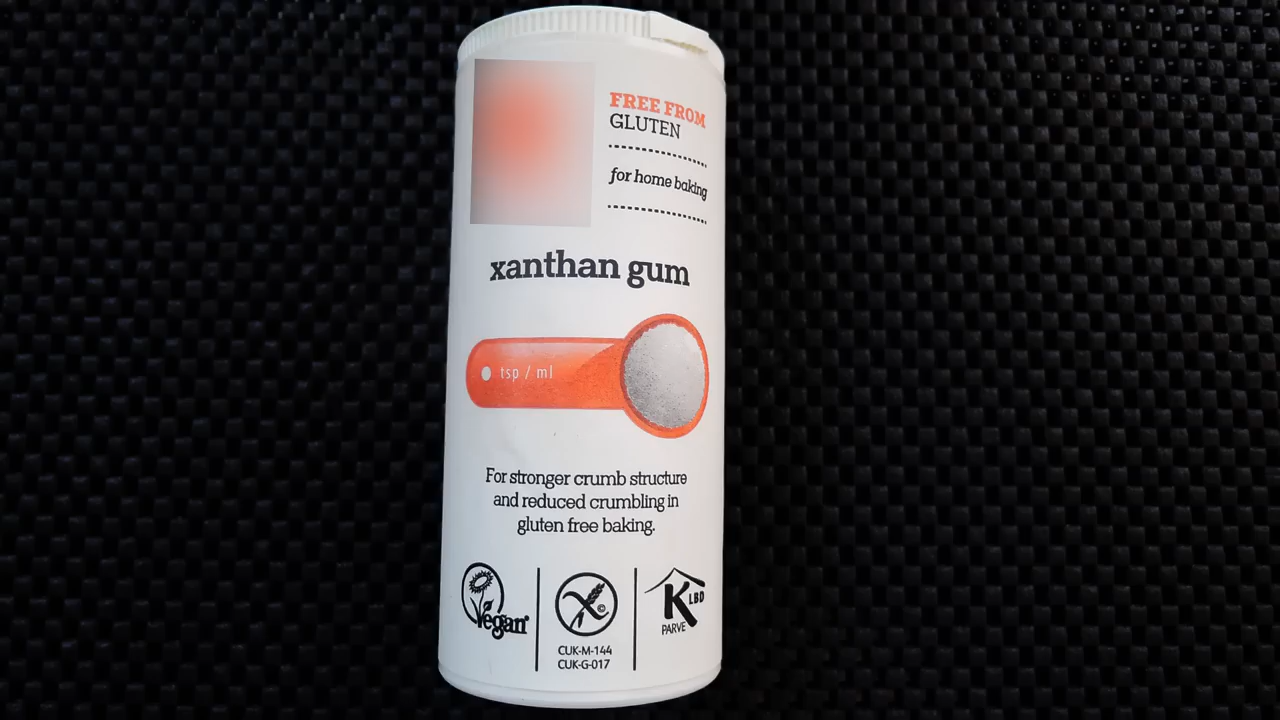 FREE FROM
GLUTEN
for home baking
xanthan gum
tsp / ml
For stronger crumb structure
and reduced crumbling in
gluten free baking.
Vegan
©
CUK-M-144
CUK-G-017
K LBD
PARVE